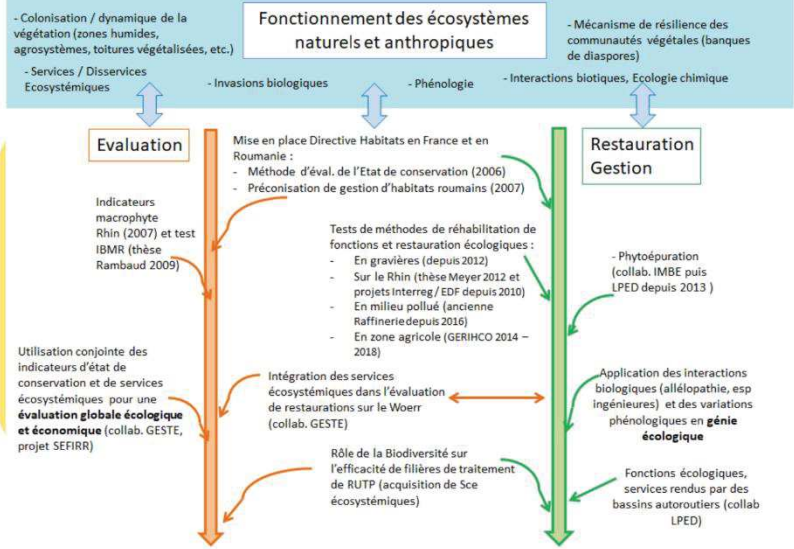 - Colonisation / dynamique de la
végétation (zones humides,
agrosystèmes, toitures végétalisées, etc.)
- Services / Disservices
Ecosystémiques
Fonctionnement des écosystèmes
naturels et anthropiques
- Invasions biologiques
- Phénologie
- Mécanisme de résilience des
communautés végétales (banques
de diaspores)
- Interactions biotiques, Ecologie chimique
Evaluation
Mise en place Directive Habitats en France et en
Roumanie :
- Méthode d'éval. de l'Etat de conservation (2006)
- Préconisation de gestion d'habitats roumains (2007)
Restauration
Gestion
Indicateurs
macrophyte
Rhin (2007) et test
IBMR (thèse
Rambaud 2009)
Tests de méthodes de réhabilitation de
fonctions et restauration écologiques :
- En gravières (depuis 2012)
- Sur le Rhin (thèse Meyer 2012 et
projets Interreg / EDF depuis 2010)
- En milieu pollué (ancienne
Raffinerie depuis 2016)
- En zone agricole (GERIHCO 2014 –
2018)
- Phytoépuration
(collab. IMBE puis
LPED depuis 2013 )
Utilisation conjointe des
indicateurs d'état de
conservation et de services
écosystémiques pour une
évaluation globale écologique
et économique (collab. GESTE,
projet SEFIRR)
Intégration des services
écosystémiques dans l'évaluation
de restaurations sur le Woerr
(collab. GESTE)
Application des interactions
biologiques (allélopathie, esp
ingénieures) et des variations
phénologiques en génie
écologique
Rôle de la Biodiversité sur
l'efficacité de filières de traitement
de RUTP (acquisition de Sce
écosystémiques)
Fonctions écologiques,
services rendus par des
bassins autoroutiers (collab
LPED)